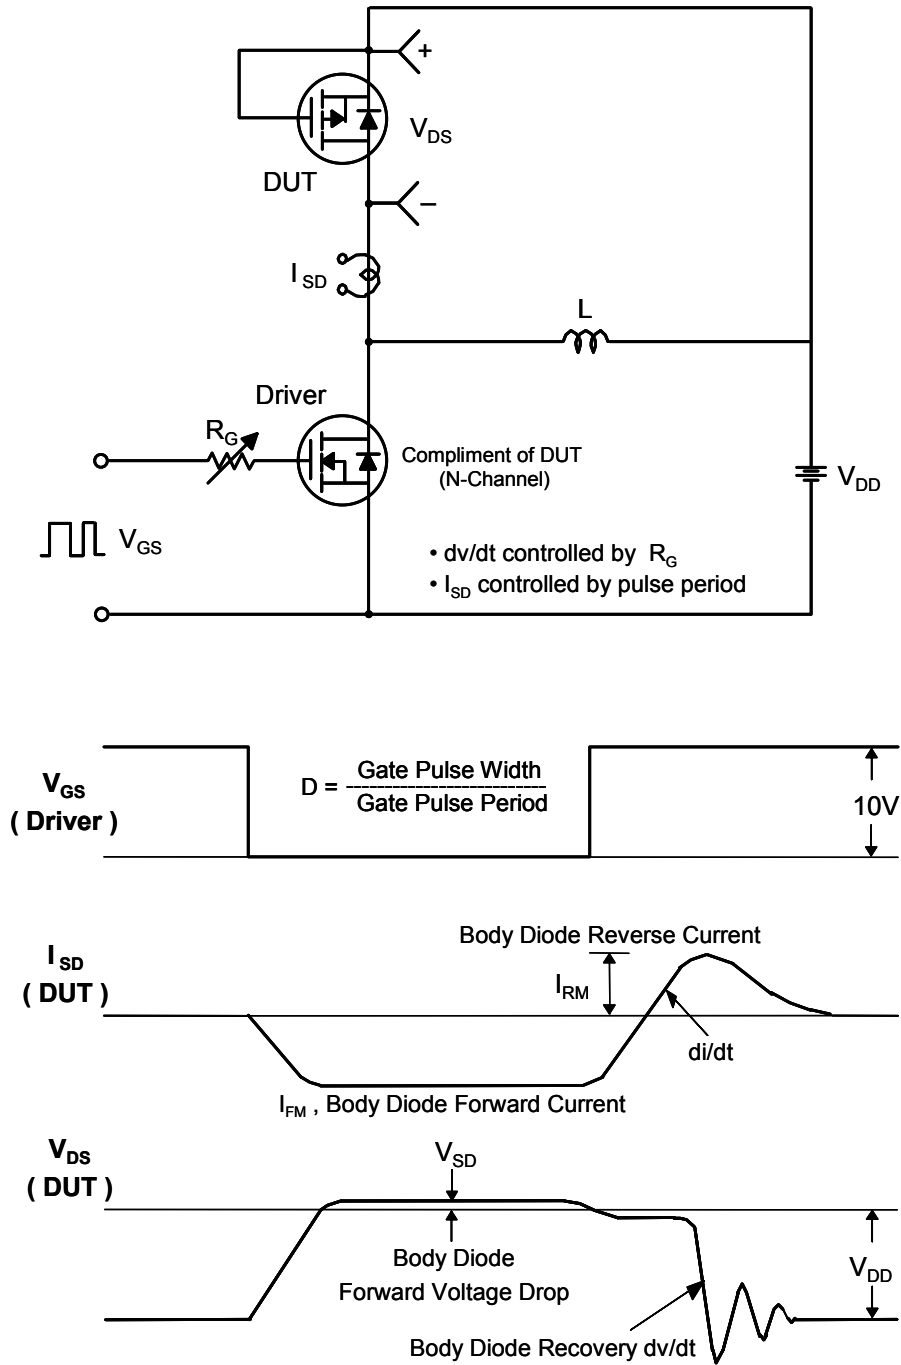 +
V_DS
DUT
–
I_SD
L
Driver
R_G
Compliment of DUT
(N-Channel)
V_DD
V_GS
• dv/dt controlled by R_G
• I_SD controlled by pulse period
V_GS
( Driver )
D = Gate Pulse Width
--------------------------
Gate Pulse Period
10V
Body Diode Reverse Current
I_SD
( DUT )
I_RM
di/dt
I_FM , Body Diode Forward Current
V_DS
( DUT )
V_SD
Body Diode
Forward Voltage Drop
V_DD
Body Diode Recovery dv/dt